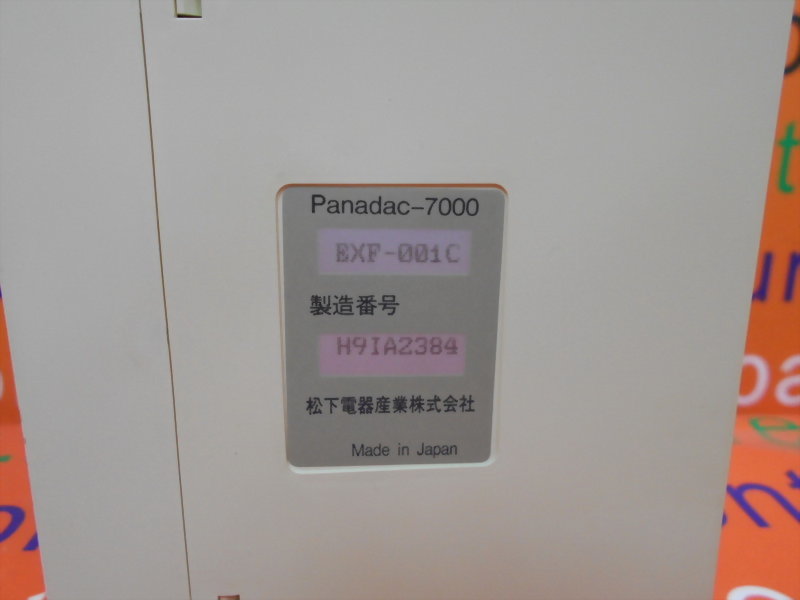 Panadac-7000
EXF-001C
製造番号
H9IA2384
松下電器産業株式会社
Made in Japan